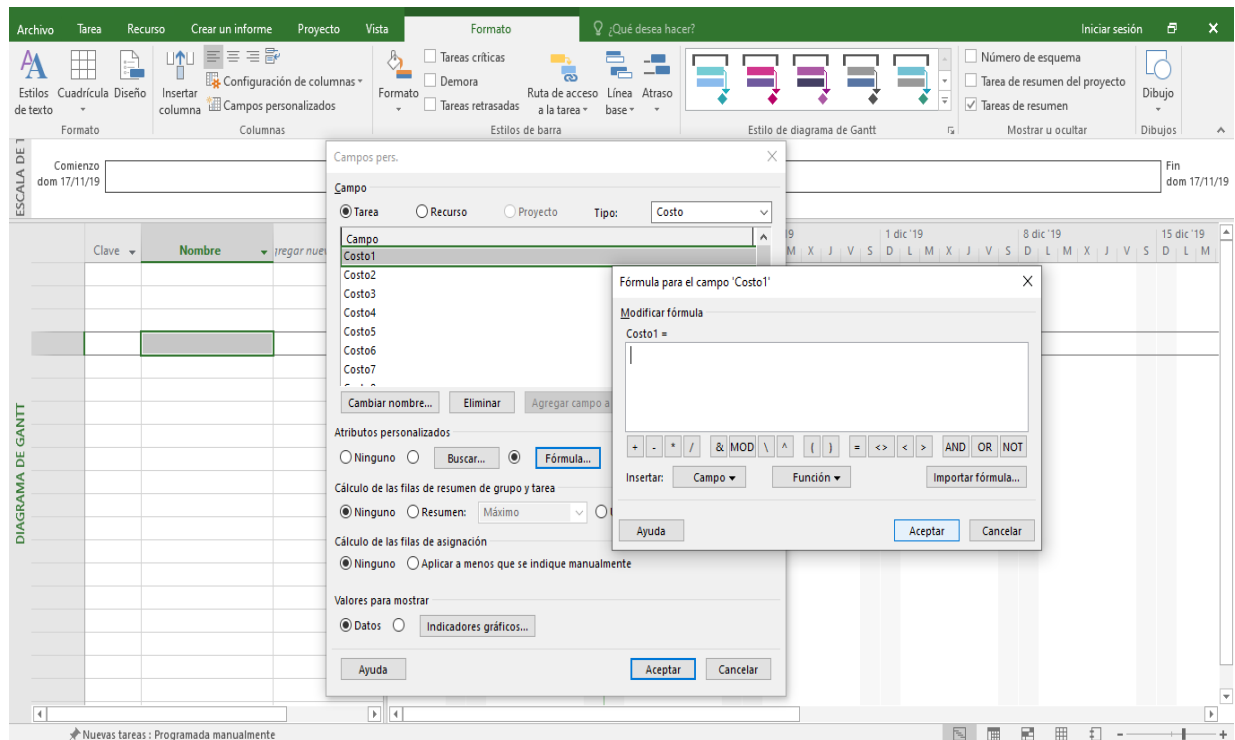 Archivo Tarea Recurso Crear un informe Proyecto Vista Formato ¿Qué desea hacer? Iniciar sesión
Estilos de texto
Cuadrícula
Diseño
Formato
Insertar columna
Configuración de columnas
Campos personalizados
Columnas
Formato
Tareas críticas
Demora
Tareas retrasadas
Ruta de acceso a la tarea
Línea base
Atraso
Estilos de barra
Estilo de diagrama de Gantt
Número de esquema
Tarea de resumen del proyecto
Tareas de resumen
Mostrar u ocultar
Dibujo
Dibujos
ESCALA DE
Comienzo
dom 17/11/19
Fin
dom 17/11/19
Clave Nombre
1 dic '19 8 dic '19 15 dic '19
M X J V S D L M X J V S D L M X J V S D L M
DIAGRAMA DE GANTT
Campos pers.
Campo
Tarea Recurso Proyecto Tipo: Costo
Campo
Costo1
Costo2
Costo3
Costo4
Costo5
Costo6
Costo7
Cambiar nombre... Eliminar Agregar campo a
Atributos personalizados
Ninguno Buscar... Fórmula...
Cálculo de las filas de resumen de grupo y tarea
Ninguno Resumen: Máximo
Cálculo de las filas de asignación
Ninguno Aplicar a menos que se indique manualmente
Valores para mostrar
Datos Indicadores gráficos...
Ayuda Aceptar Cancelar
Fórmula para el campo 'Costo1'
Modificar fórmula
Costo1 =
+ - * / & MOD \ ^ ( ) = <> < > AND OR NOT
Insertar: Campo Función Importar fórmula...
Ayuda Aceptar Cancelar
Nuevas tareas : Programada manualmente